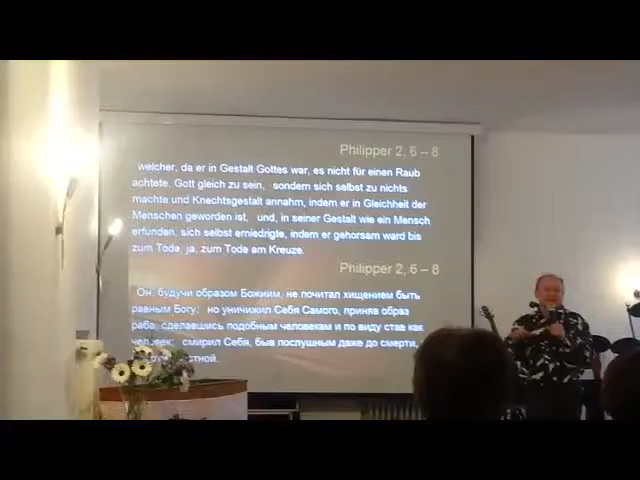 Philipper 2, 6 – 8
welcher, da er in Gestalt Gottes war, es nicht für einen Raub
achtete, Gott gleich zu sein, sondern sich selbst zu nichts
machte und Knechtsgestalt annahm, indem er in Gleichheit der
Menschen geworden ist, und, in seiner Gestalt wie ein Mensch
erfunden, sich selbst erniedrigte, indem er gehorsam ward bis
zum Tode, ja, zum Tode am Kreuze.
Philipper 2, 6 – 8
Он, будучи образом Божиим, не почитал хищением быть
равным Богу; но уничижил Себя Самого, приняв образ
раба, сделавшись подобным человекам и по виду став как
человек; смирил Себя, быв послушным даже до смерти,